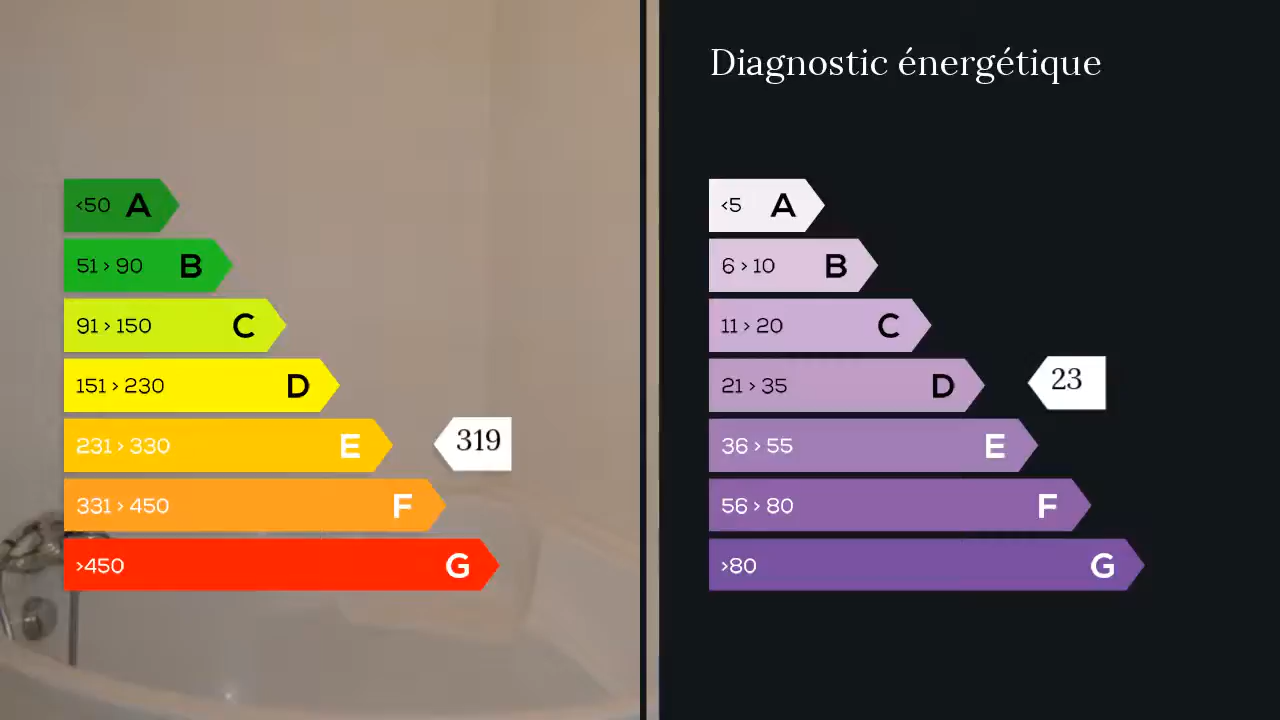 Diagnostic énergétique
<50 A
51 > 90 B
91 > 150 C
151 > 230 D
231 > 330 E
319
331 > 450 F
>450 G
<5 A
6 > 10 B
11 > 20 C
21 > 35 D
23
36 > 55 E
56 > 80 F
>80 G